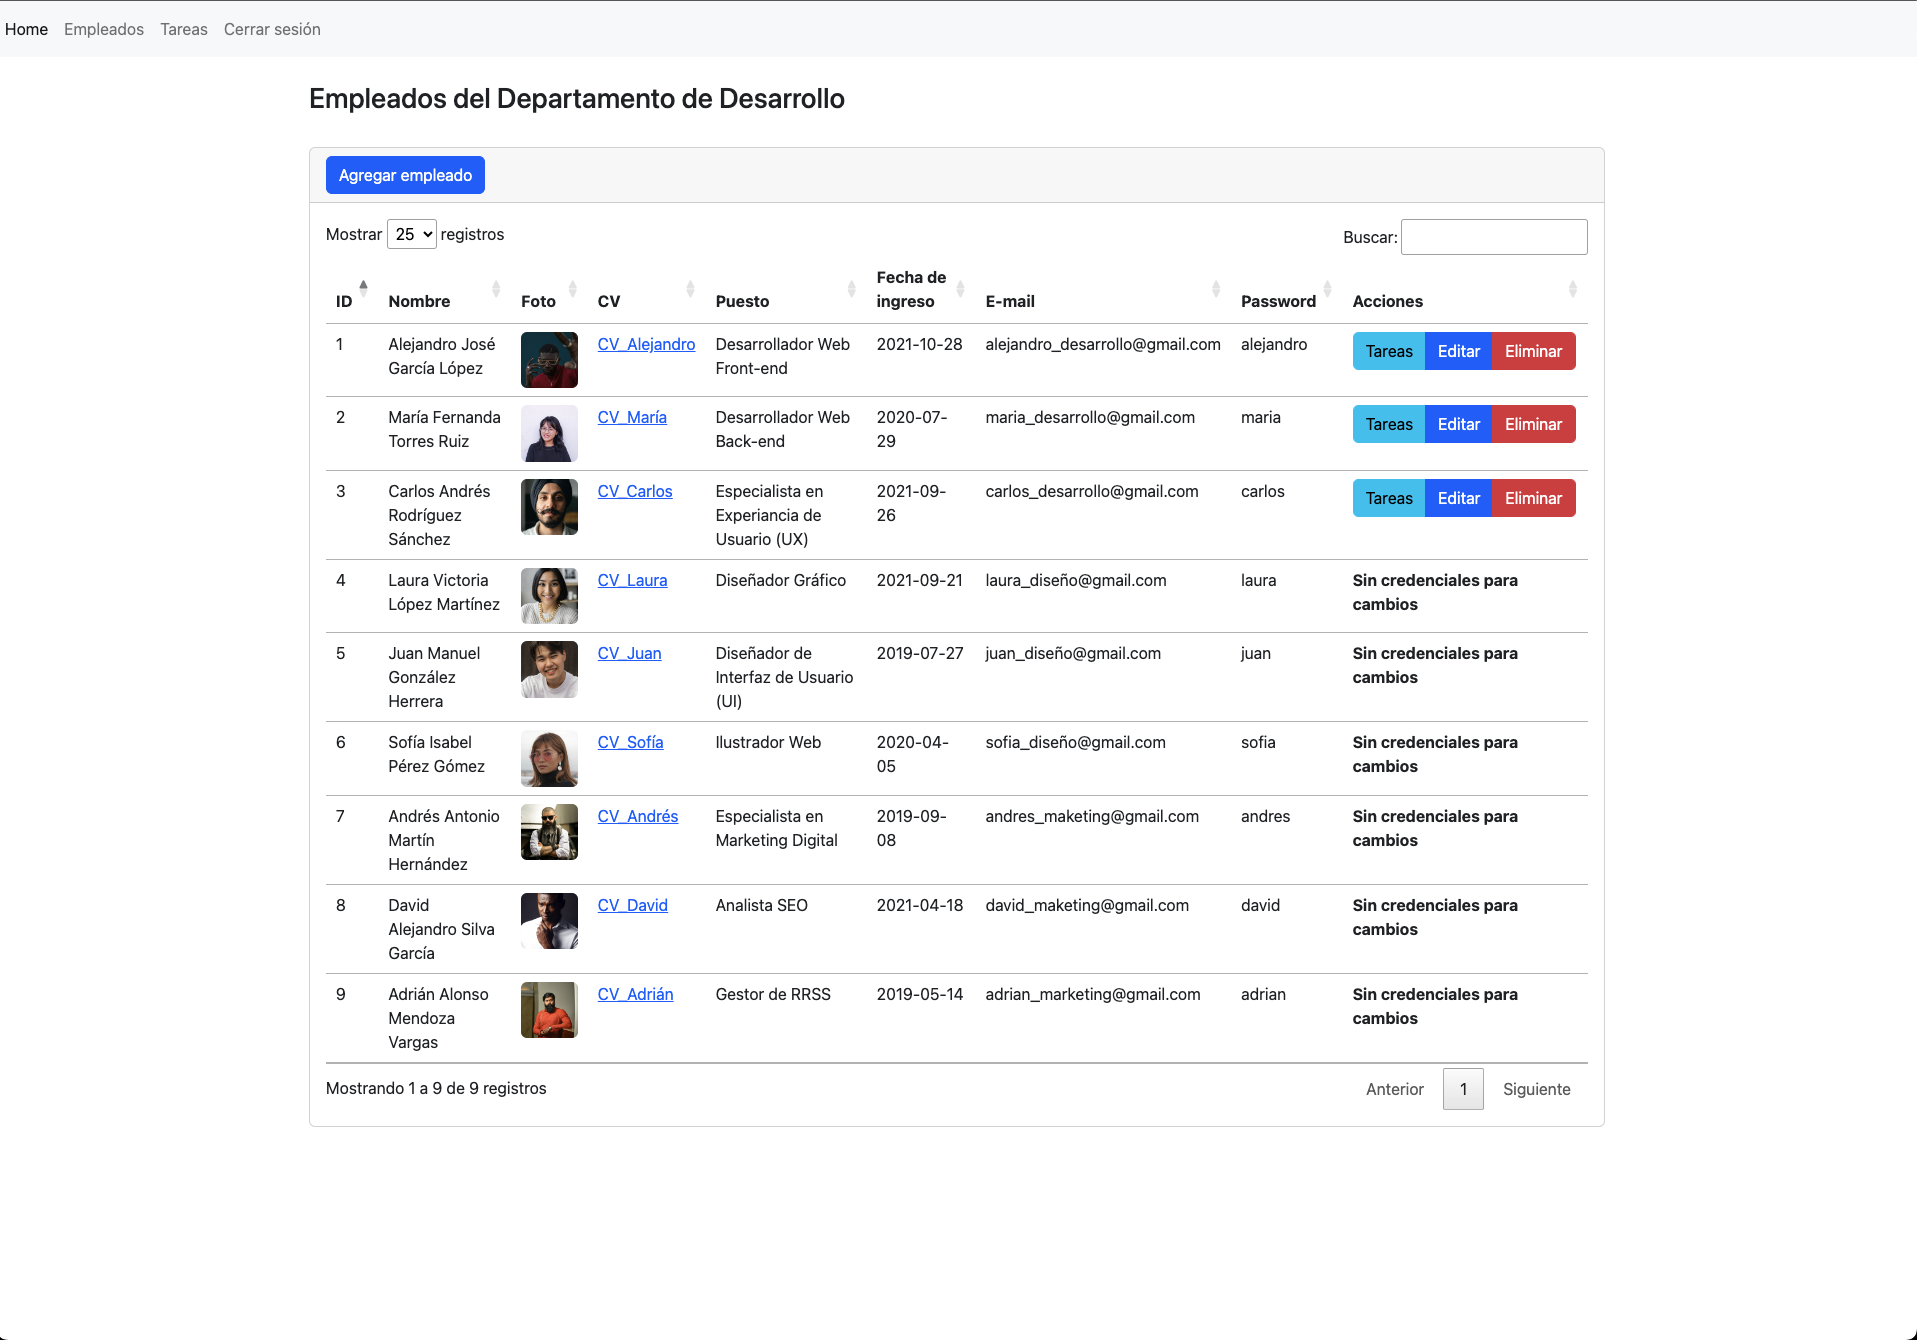 Home Empleados Tareas Cerrar sesión
Empleados del Departamento de Desarrollo
Agregar empleado
Mostrar 25 registros
Buscar:
ID Nombre Foto CV Puesto Fecha de ingreso E-mail Password Acciones
1 Alejandro José García López CV_Alejandro Desarrollador Web Front-end 2021-10-28 alejandro_desarrollo@gmail.com alejandro Tareas Editar Eliminar
2 María Fernanda Torres Ruiz CV_María Desarrollador Web Back-end 2020-07-29 maria_desarrollo@gmail.com maria Tareas Editar Eliminar
3 Carlos Andrés Rodríguez Sánchez CV_Carlos Especialista en Experiancia de Usuario (UX) 2021-09-26 carlos_desarrollo@gmail.com carlos Tareas Editar Eliminar
4 Laura Victoria López Martínez CV_Laura Diseñador Gráfico 2021-09-21 laura_diseño@gmail.com laura Sin credenciales para cambios
5 Juan Manuel González Herrera CV_Juan Diseñador de Interfaz de Usuario (UI) 2019-07-27 juan_diseño@gmail.com juan Sin credenciales para cambios
6 Sofía Isabel Pérez Gómez CV_Sofía Ilustrador Web 2020-04-05 sofia_diseño@gmail.com sofia Sin credenciales para cambios
7 Andrés Antonio Martín Hernández CV_Andrés Especialista en Marketing Digital 2019-09-08 andres_maketing@gmail.com andres Sin credenciales para cambios
8 David Alejandro Silva García CV_David Analista SEO 2021-04-18 david_maketing@gmail.com david Sin credenciales para cambios
9 Adrián Alonso Mendoza Vargas CV_Adrián Gestor de RRSS 2019-05-14 adrian_marketing@gmail.com adrian Sin credenciales para cambios
Mostrando 1 a 9 de 9 registros
Anterior 1 Siguiente